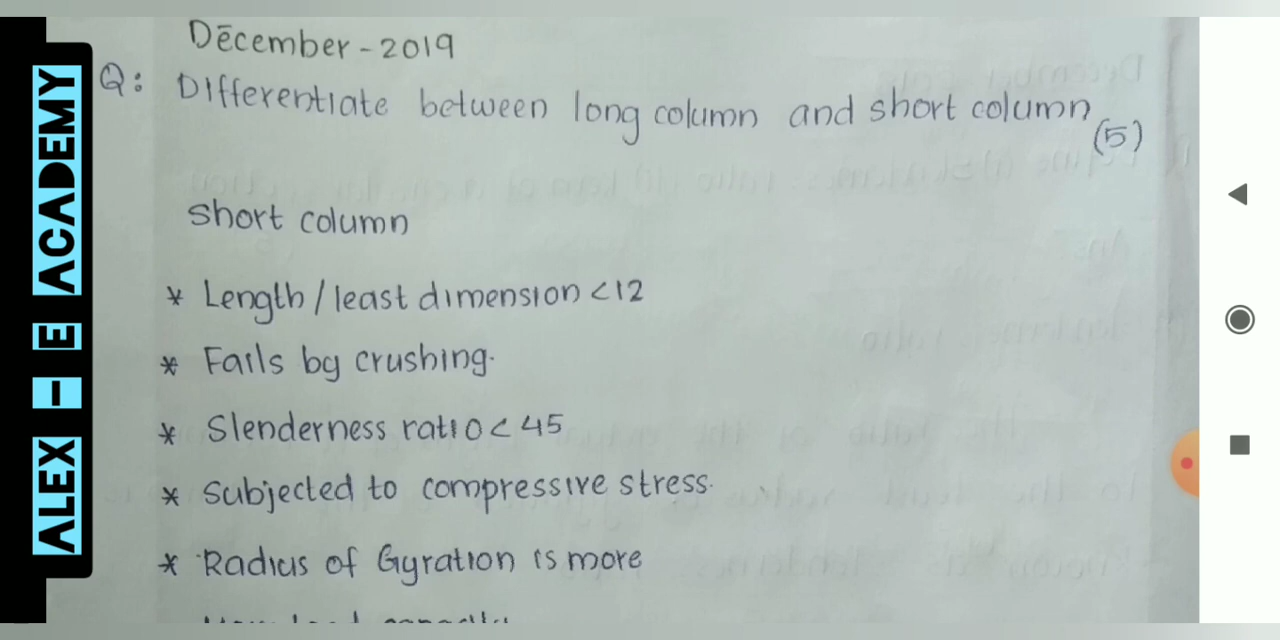 December - 2019
Q: Differentiate between long column and short column
(5)
Short column
* Length / least dimension < 12
* Fails by crushing.
* Slenderness ratio < 45
* Subjected to compressive stress.
* Radius of Gyration is more
ALEX - E ACADEMY